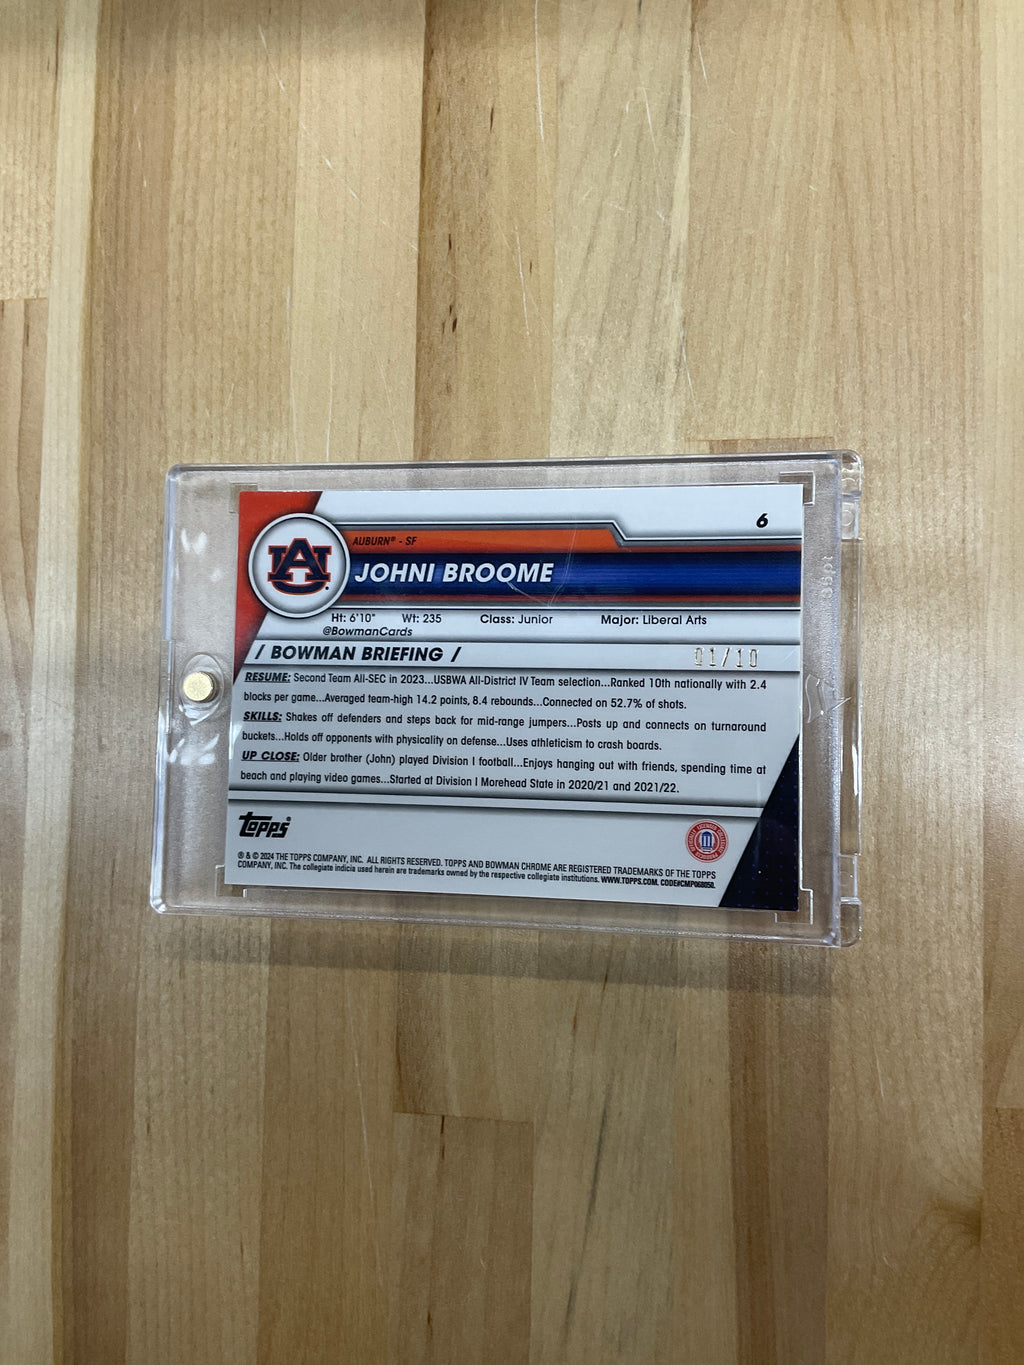 6
AUBURN® - SF
JOHNI BROOME
Ht: 6'10" Wt: 235 Class: Junior Major: Liberal Arts
@BowmanCards
/ BOWMAN BRIEFING /
01/10
RESUME: Second Team All-SEC in 2023...USBWA All-District IV Team selection...Ranked 10th nationally with 2.4
blocks per game...Averaged team-high 14.2 points, 8.4 rebounds...Connected on 52.7% of shots.
SKILLS: Shakes off defenders and steps back for mid-range jumpers...Posts up and connects on turnaround
buckets...Holds off opponents with physicality on defense...Uses athleticism to crash boards.
UP CLOSE: Older brother (John) played Division I football...Enjoys hanging out with friends, spending time at
beach and playing video games...Started at Division I Morehead State in 2020/21 and 2021/22.
Topps®
® & © 2024 THE TOPPS COMPANY, INC. ALL RIGHTS RESERVED. TOPPS AND BOWMAN CHROME ARE REGISTERED TRADEMARKS OF THE TOPPS
COMPANY, INC. The collegiate indicia used herein are trademarks owned by the respective collegiate institutions. WWW.TOPPS.COM. CODE#CMP068050.